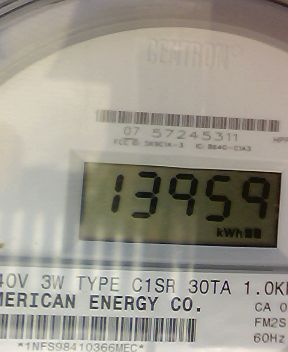 CENTRON®
07 57245311
13959
kWh
40V 3W TYPE C1SR 30TA 1.0K
MERICAN ENERGY CO.
CA 0
FM2S
60Hz
*1NFS98410366MEC*